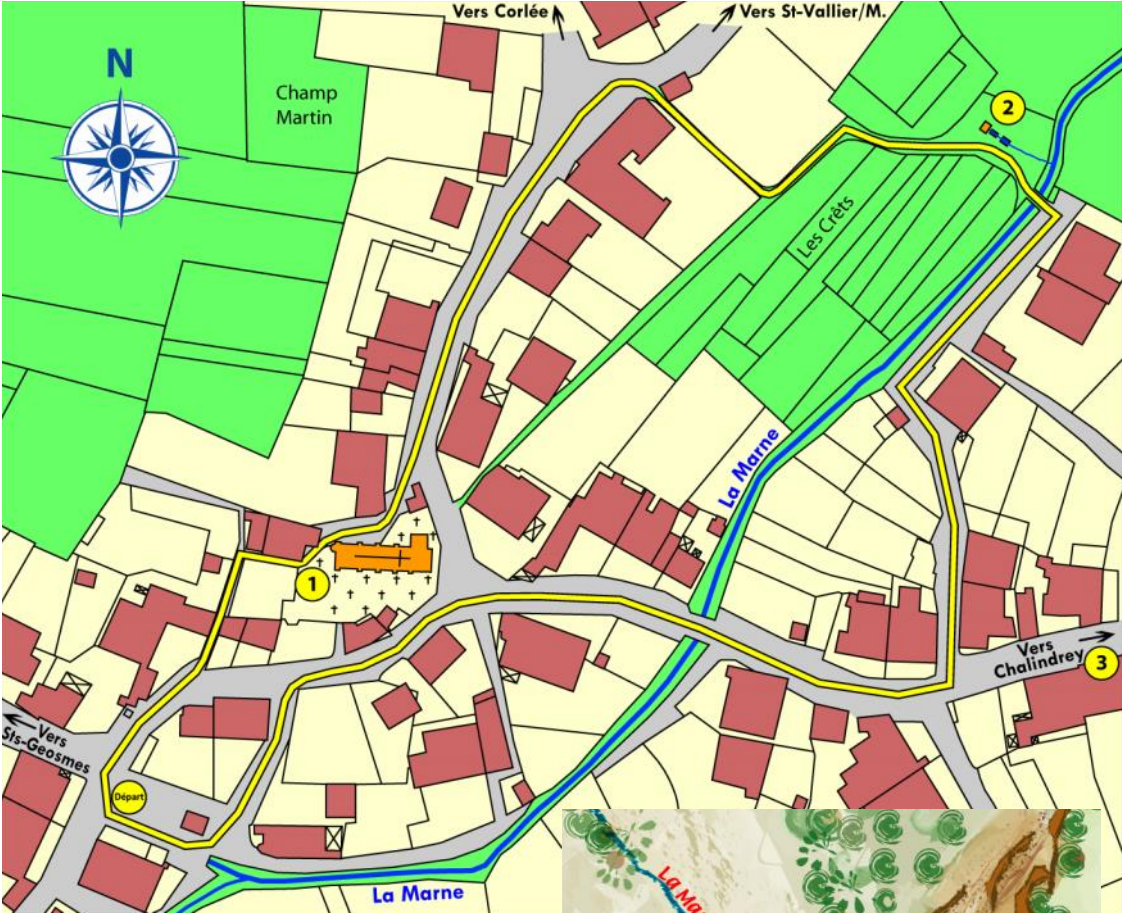 Vers Corlée
Vers St-Vallier/M.
N
Champ
Martin
2
Les Crêts
La Marne
1
Vers
Chalindrey
3
Vers
Sts-Geosmes
Départ
La Marne